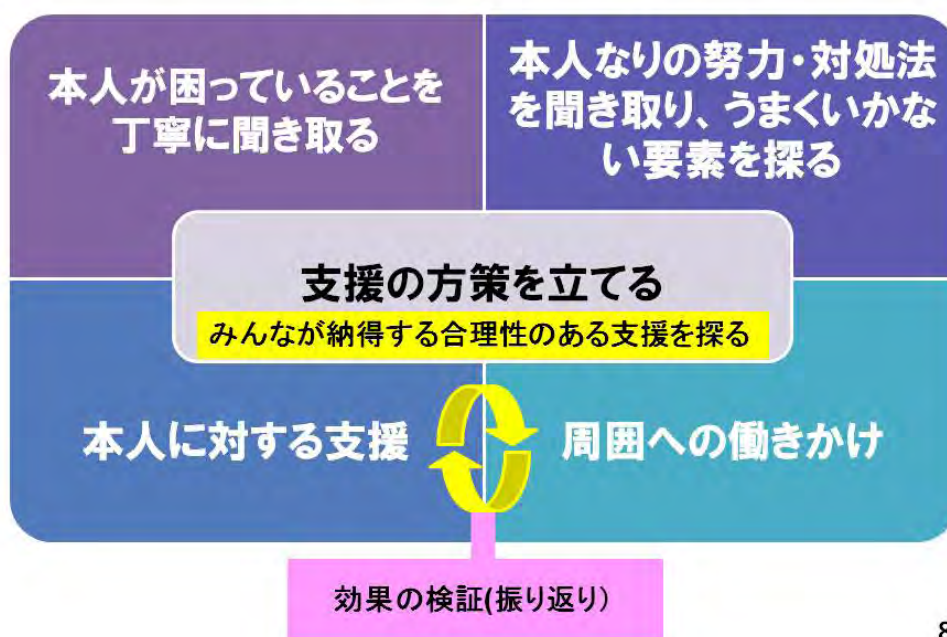 本人が困っていることを
丁寧に聞き取る
本人なりの努力・対処法
を聞き取り、うまくいかな
い要素を探る
支援の方策を立てる
みんなが納得する合理性のある支援を探る
本人に対する支援
周囲への働きかけ
効果の検証(振り返り）
8